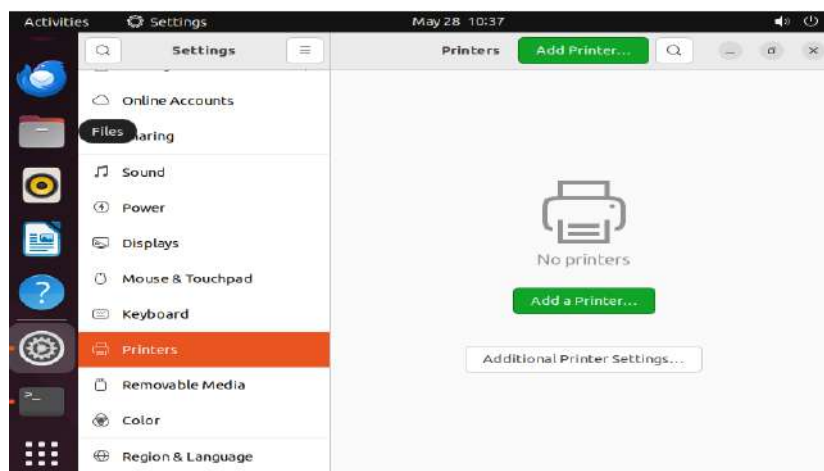 Activities Settings May 28 10:37
Settings Printers Add Printer...
Online Accounts
Files haring
Sound
Power
Displays
Mouse & Touchpad
Keyboard
Printers
Removable Media
Color
Region & Language
No printers
Add a Printer...
Additional Printer Settings...